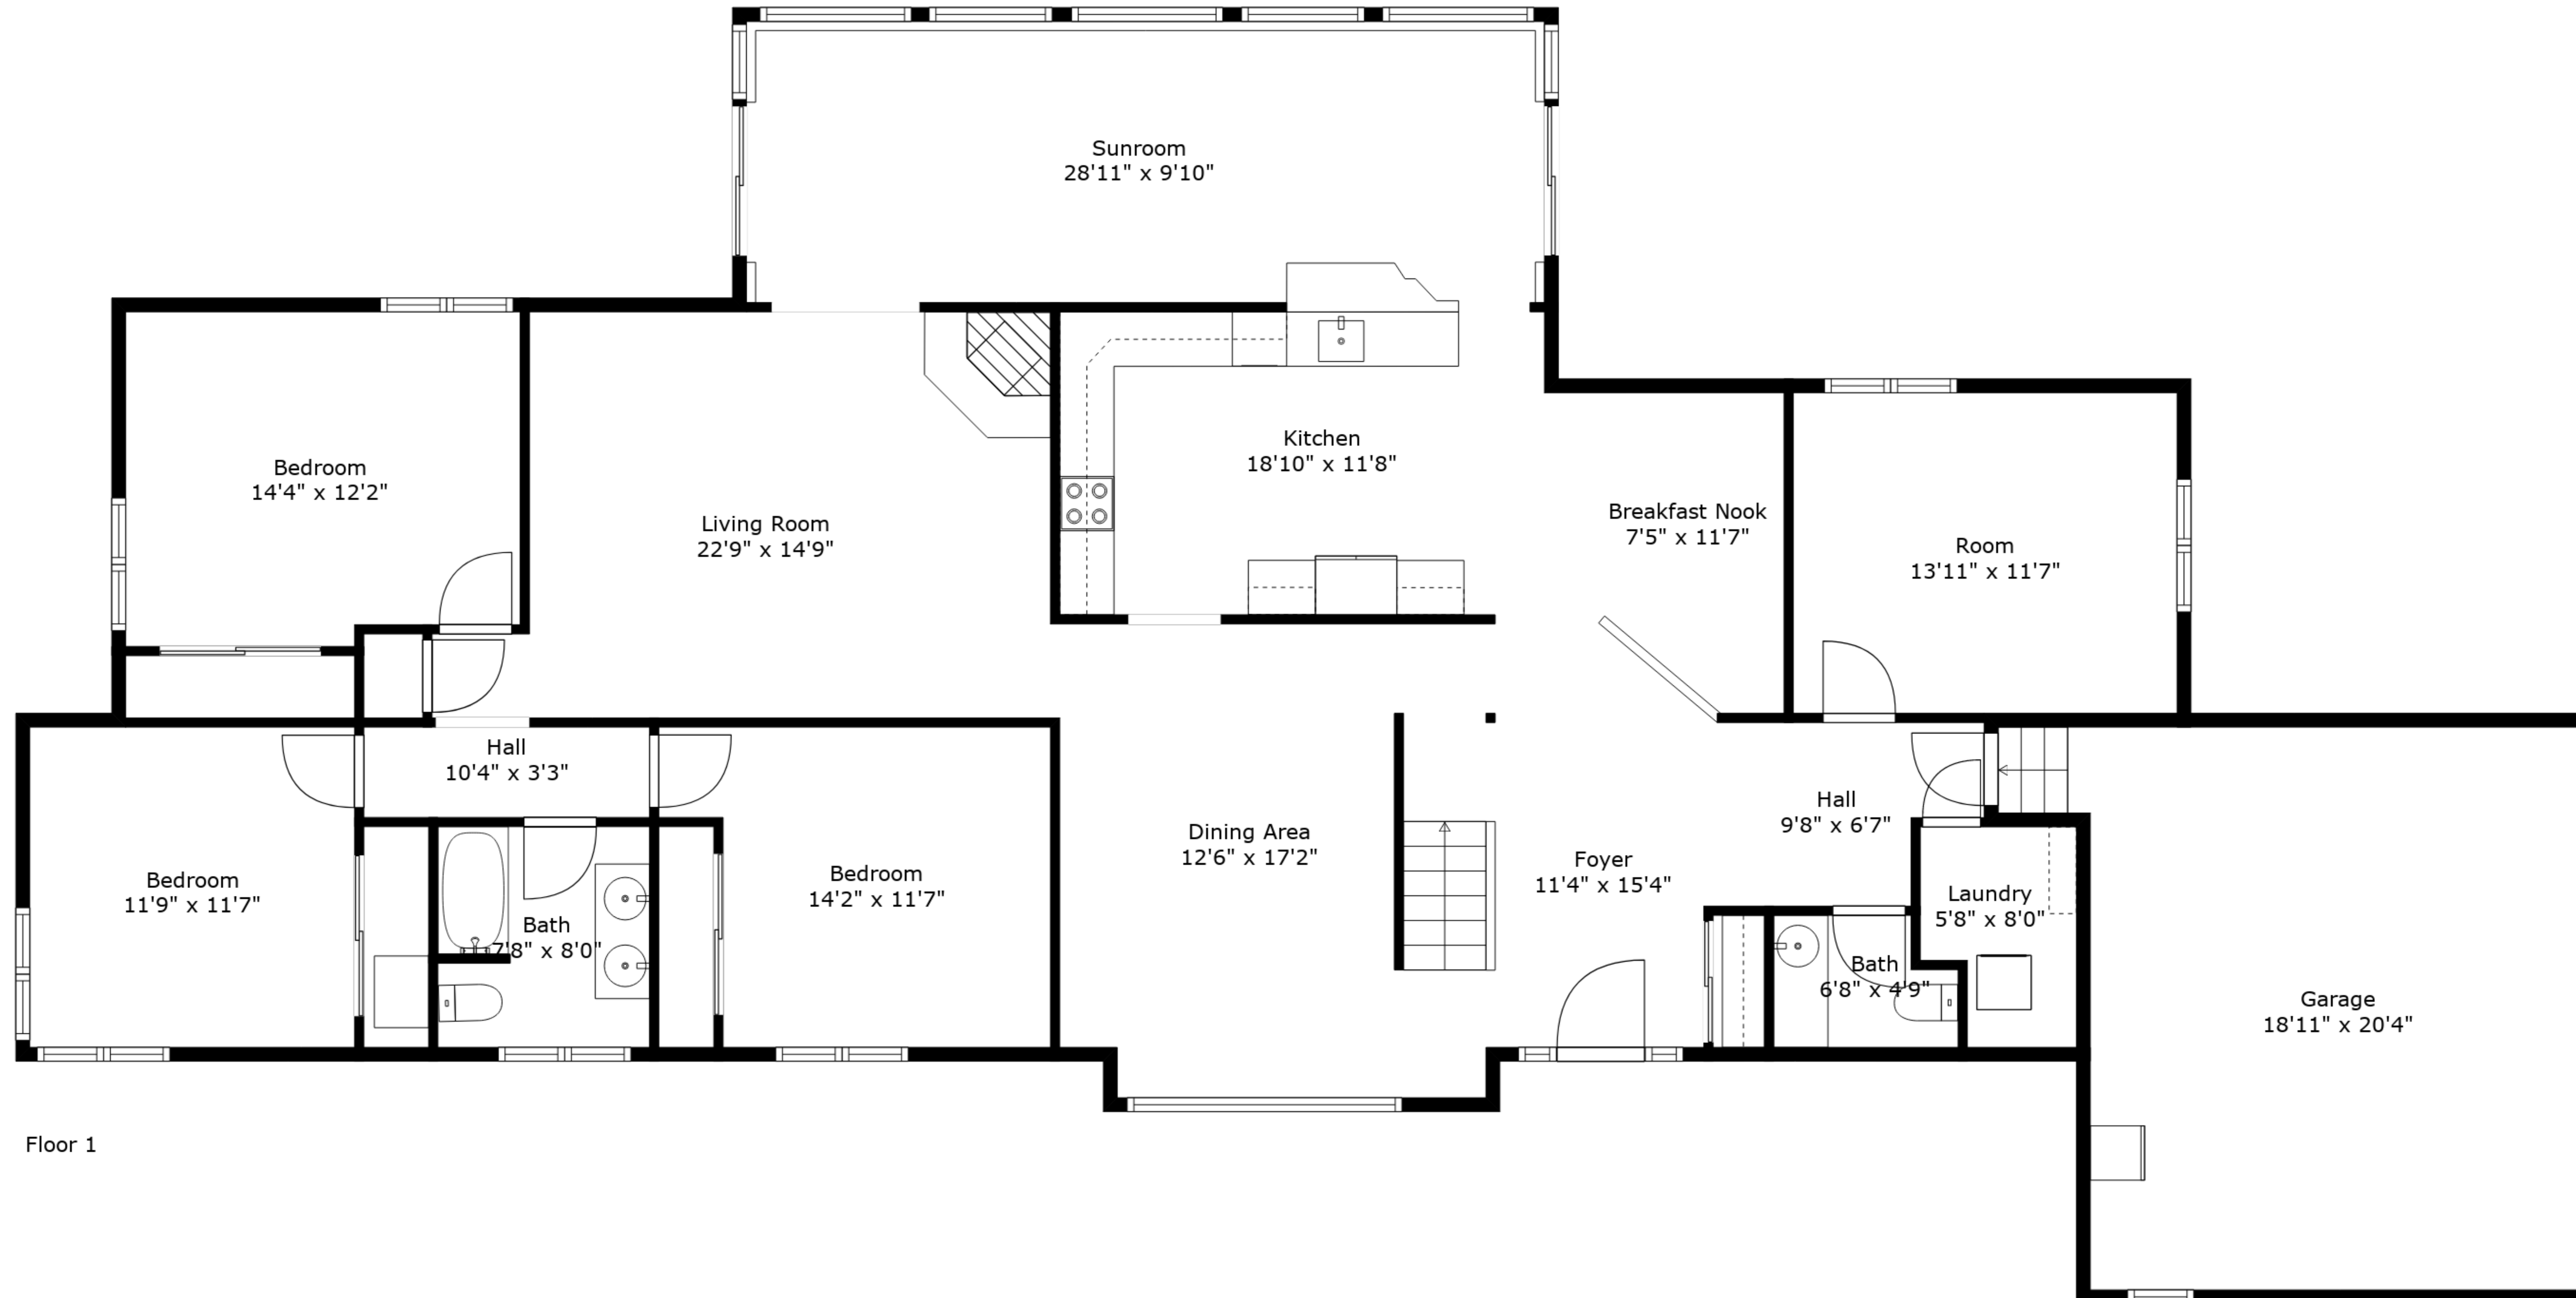 Sunroom
28'11" x 9'10"
Kitchen
18'10" x 11'8"
Bedroom
14'4" x 12'2"
Living Room
22'9" x 14'9"
Breakfast Nook
7'5" x 11'7"
Room
13'11" x 11'7"
Hall
10'4" x 3'3"
Hall
9'8" x 6'7"
Dining Area
12'6" x 17'2"
Foyer
11'4" x 15'4"
Bedroom
11'9" x 11'7"
Bedroom
14'2" x 11'7"
Laundry
5'8" x 8'0"
Bath
7'8" x 8'0"
Bath
6'8" x 4'9"
Garage
18'11" x 20'4"
Floor 1